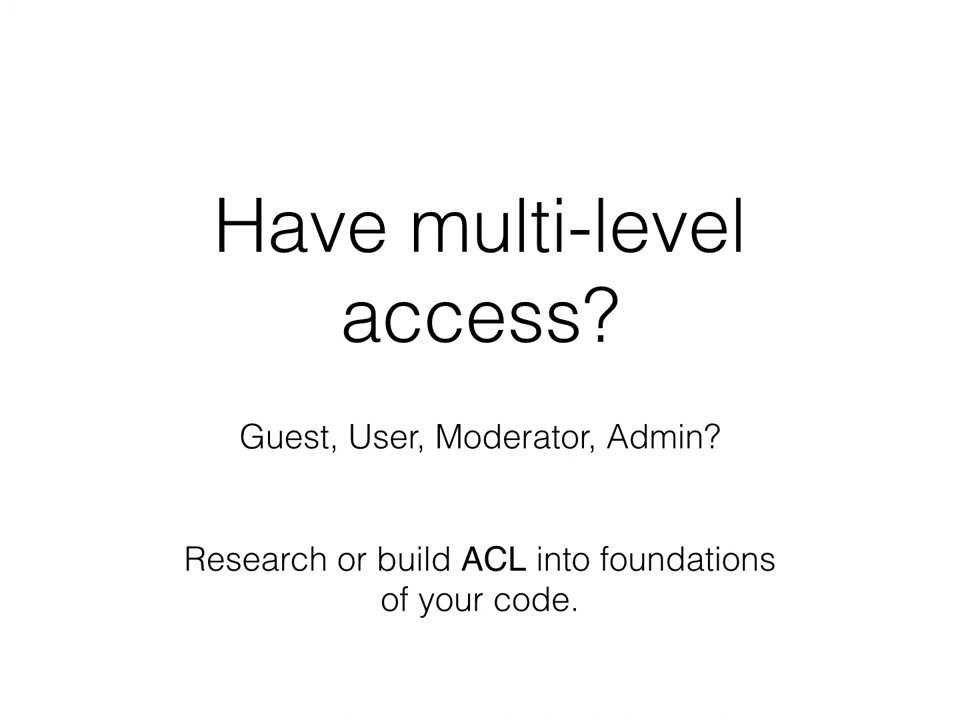 Have multi-level
access?
Guest, User, Moderator, Admin?
Research or build ACL into foundations
of your code.